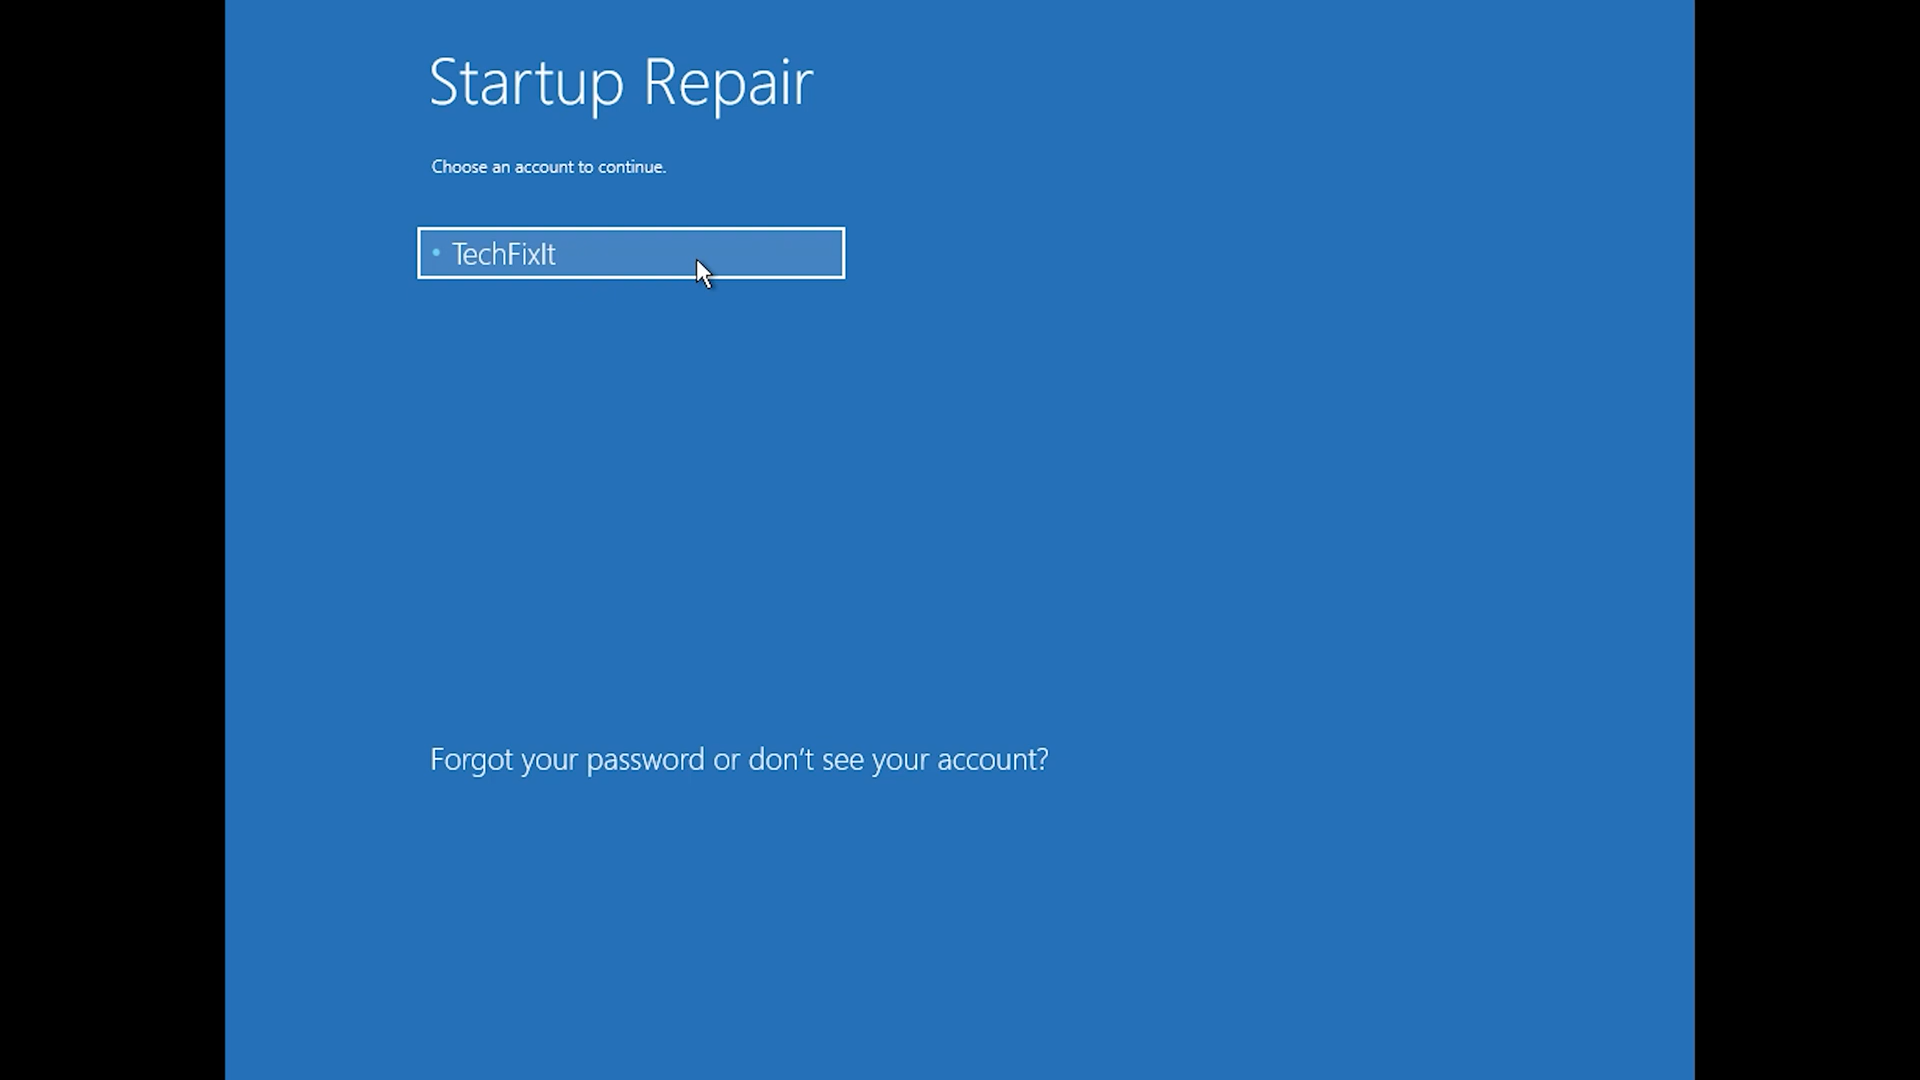 Startup Repair
Choose an account to continue.
TechFixIt
Forgot your password or don't see your account?